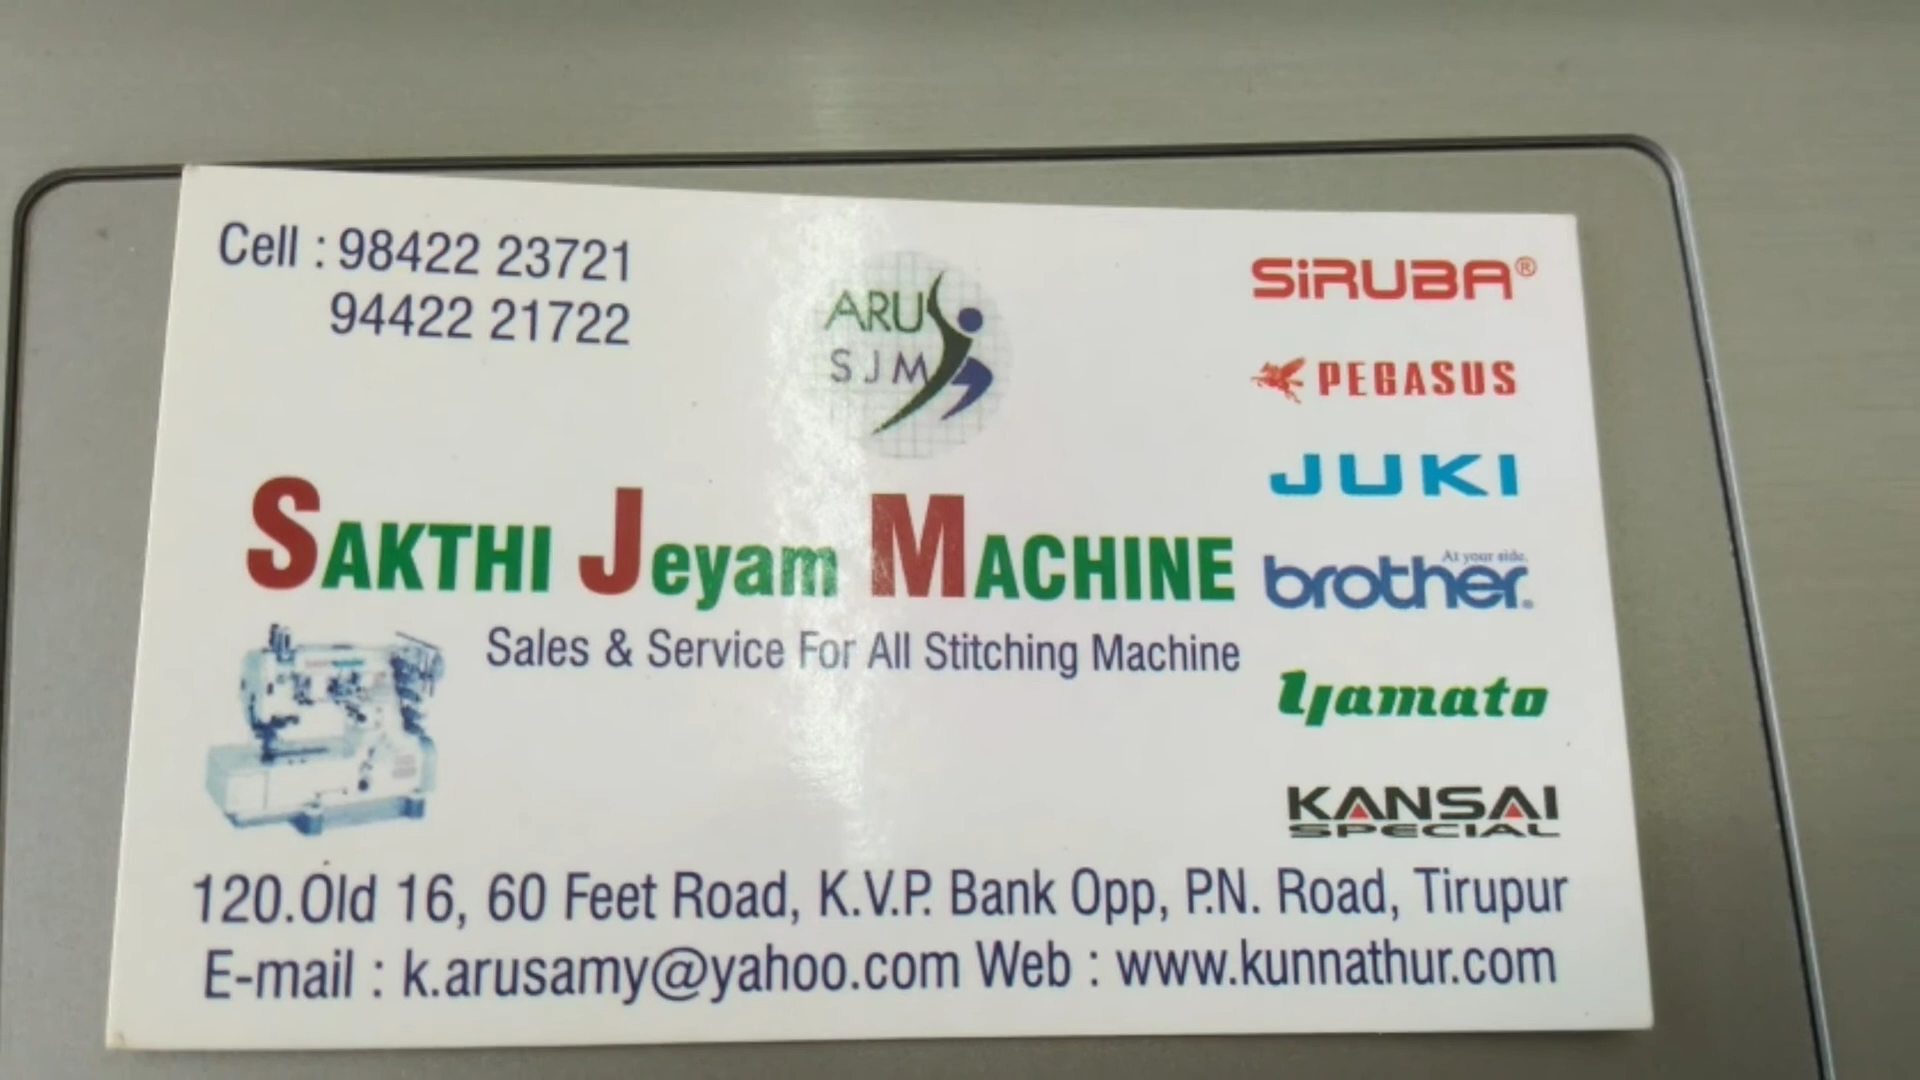 Cell : 98422 23721
94422 21722
ARU
SJM
SAKTHI Jeyam MACHINE
Sales & Service For All Stitching Machine
SiRUBA®
PEGASUS
JUKI
At your side.
brother.
yamato
KANSAI
SPECIAL
120.Old 16, 60 Feet Road, K.V.P. Bank Opp, P.N. Road, Tirupur
E-mail : k.arusamy@yahoo.com Web : www.kunnathur.com